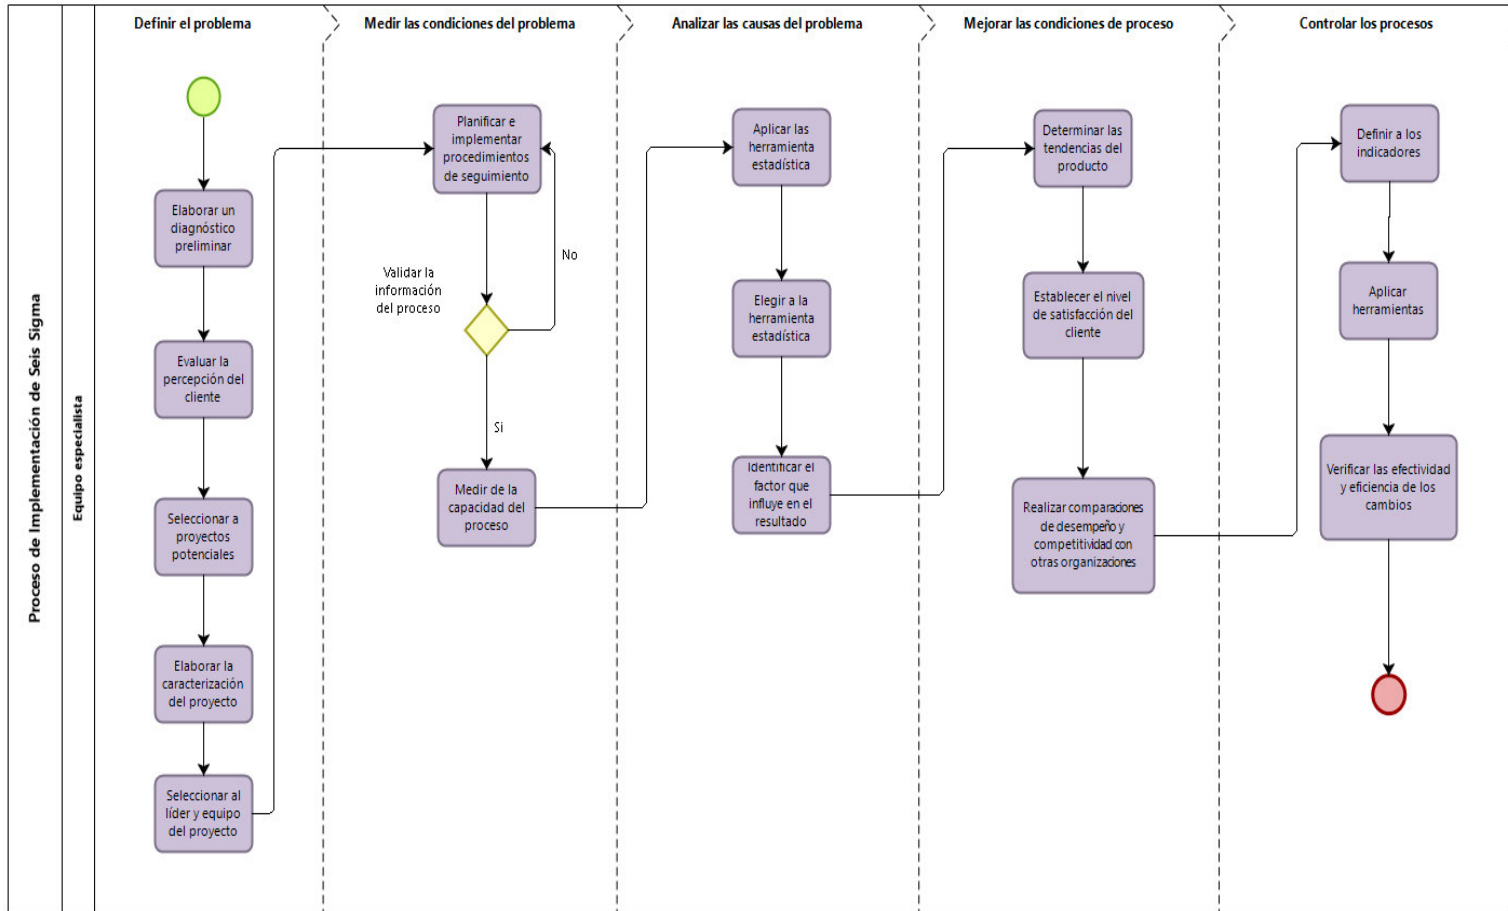 Proceso de Implementación de Seis Sigma
Equipo especialista
Definir el problema
Elaborar un
diagnóstico
preliminar
Evaluar la
percepción del
cliente
Seleccionar a
proyectos
potenciales
Elaborar la
caracterización
del proyecto
Seleccionar al
líder y equipo
del proyecto
Medir las condiciones del problema
Planificar e
implementar
procedimientos
de seguimiento
No
Validar la
información
del proceso
Si
Medir de la
capacidad del
proceso
Analizar las causas del problema
Aplicar las
herramienta
estadística
Elegir a la
herramienta
estadística
Identificar el
factor que
influye en el
resultado
Mejorar las condiciones de proceso
Determinar las
tendencias del
producto
Establecer el nivel
de satisfacción del
cliente
Realizar comparaciones
de desempeño y
competitividad con
otras organizaciones
Controlar los procesos
Definir a los
indicadores
Aplicar
herramientas
Verificar las efectividad
y eficiencia de los
cambios